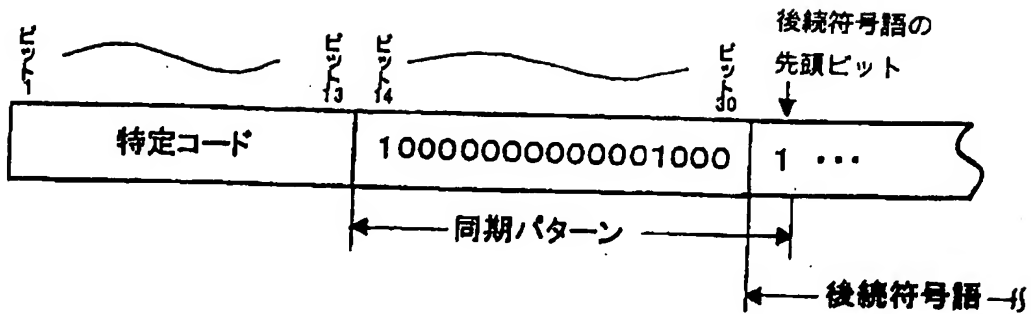 ビット1
ビット13
ビット14
ビット30
後続符号語の
先頭ビット
特定コード
100000000000001000
1 ･･･
同期パターン
後続符号語